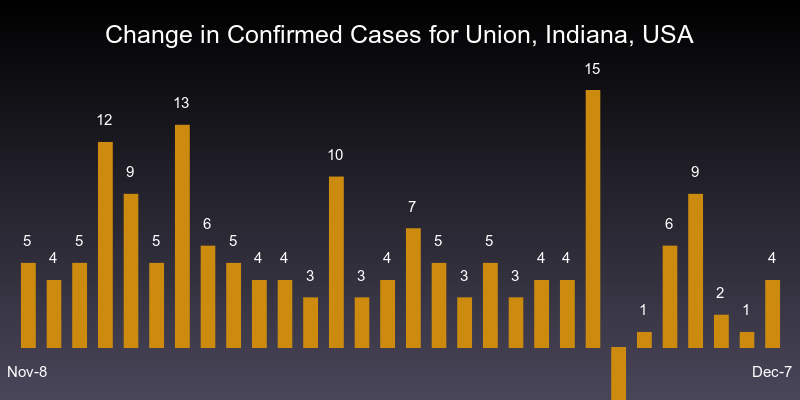 Change in Confirmed Cases for Union, Indiana, USA
5 4 5 12 9 5 13 6 5 4 4 3 10 3 4 7 5 3 5 3 4 4 15 1 6 9 2 1 4
Nov-8 Dec-7